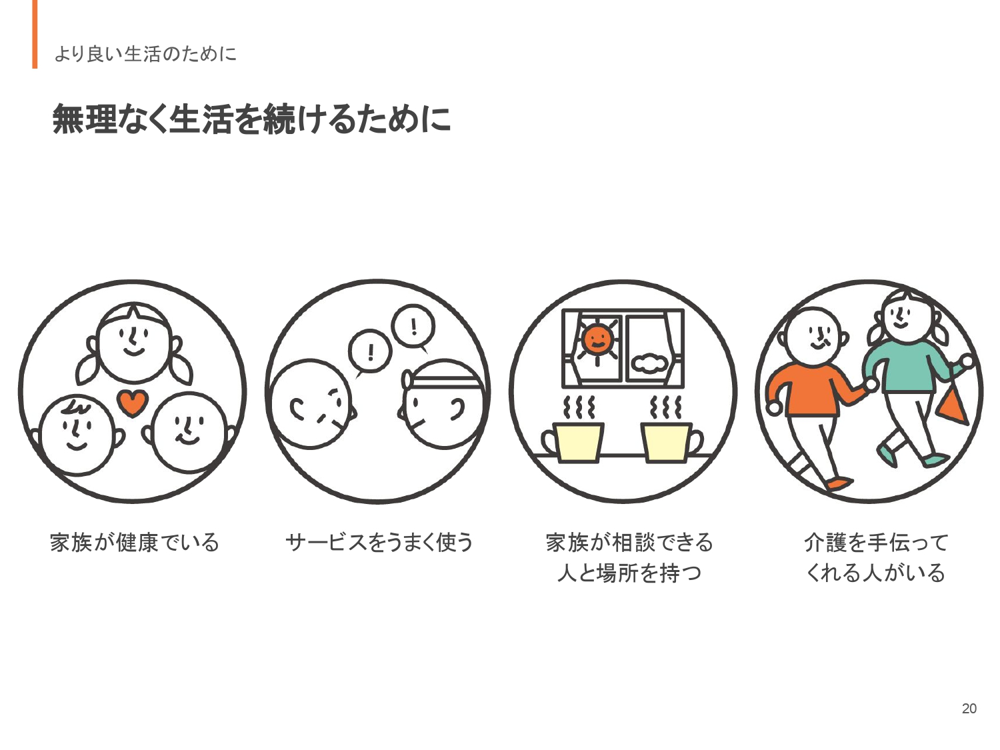 より良い生活のために
無理なく生活を続けるために
!
!
家族が健康でいる
サービスをうまく使う
家族が相談できる
人と場所を持つ
介護を手伝って
くれる人がいる
20